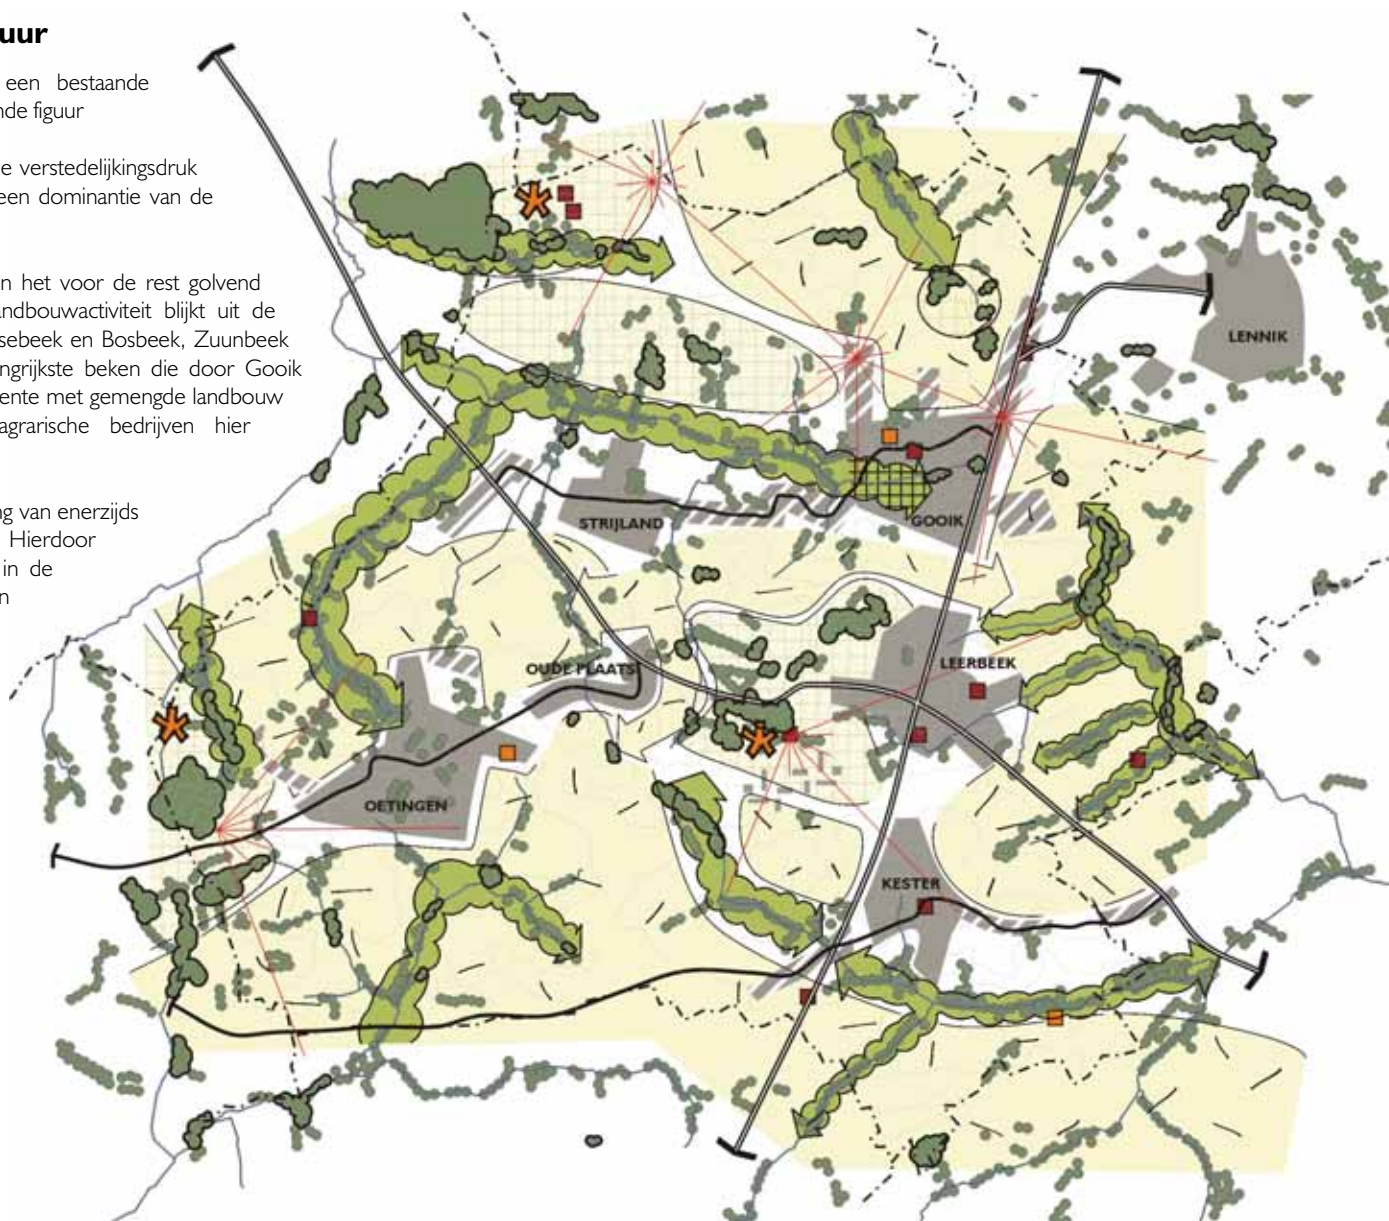 uur
een bestaande
nde figuur
e verstedelijkingsdruk
een dominantie van de
n het voor de rest golvend
andbouwactiviteit blijkt uit de
sebeek en Bosbeek, Zuunbeek
ngrijkste beken die door Gooik
ente met gemengde landbouw
agrarische bedrijven hier
ng van enerzijds
Hierdoor
in de
n
LENNIK
STRIJLAND
GOOIK
OUDE PLAATS
LEERBEEK
OETINGEN
KESTER